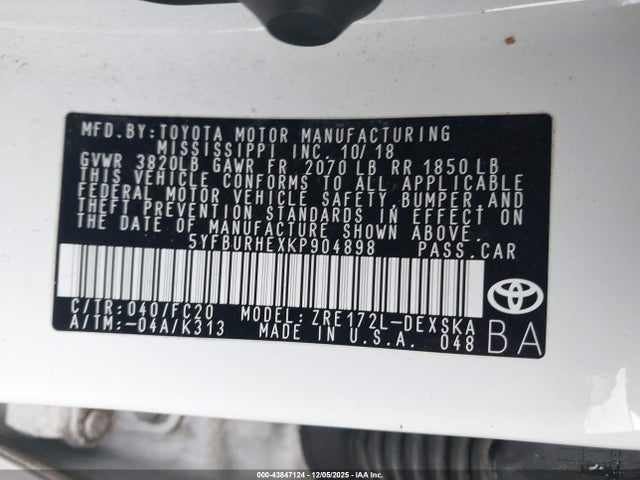 MFD.BY:TOYOTA MOTOR MANUFACTURING
MISSISSIPPI INC. 10/18
GVWR 3820LB GAWR FR 2070 LB RR 1850 LB
THIS VEHICLE CONFORMS TO ALL APPLICABLE
FEDERAL MOTOR VEHICLE SAFETY, BUMPER, AND
THEFT PREVENTION STANDARDS IN EFFECT ON
THE DATE OF MANUFACTURE SHOWN ABOVE.
5YFBURHEXKP904898 PASS.CAR
C/TR: 040/FC20 MODEL: ZRE172L-DEXSKA
A/TM:-04A/K313 MADE IN U.S.A. 048
BA
000-43847124 - 12/05/2025 - IAA Inc.